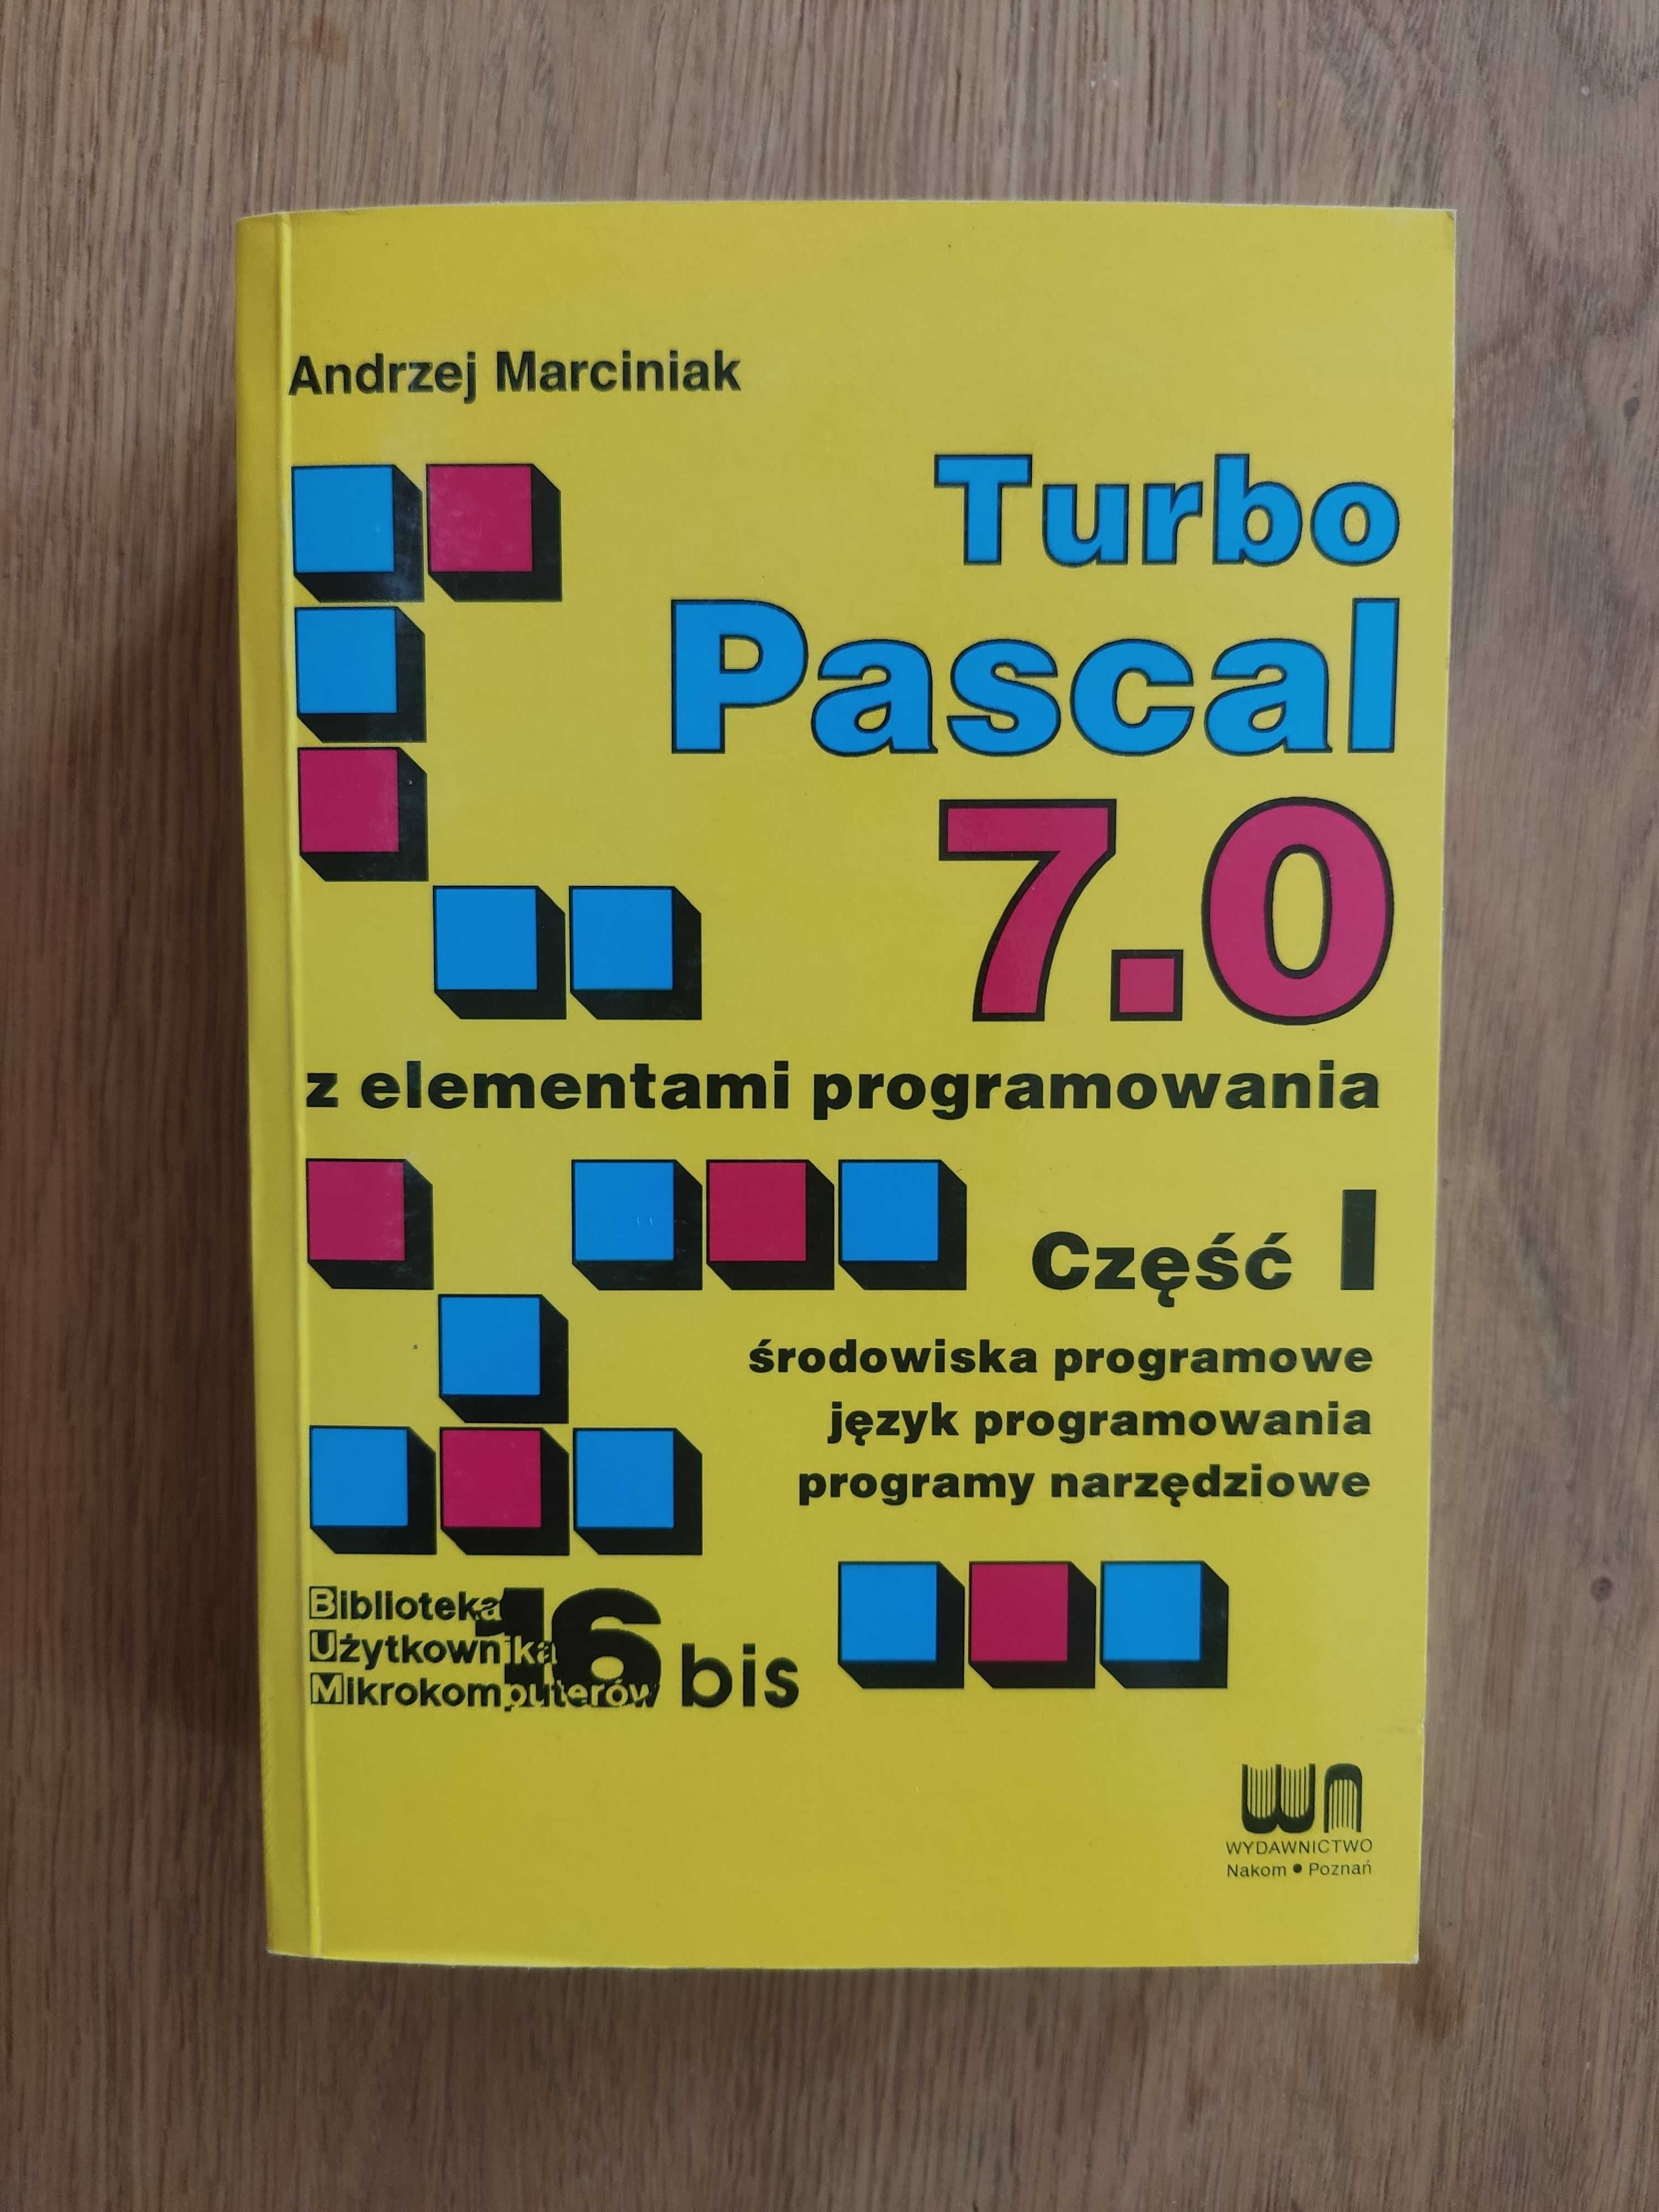 Andrzej Marciniak
Turbo
Pascal
7.0
z elementami programowania
Część I
środowiska programowe
język programowania
programy narzędziowe
Biblioteka
Użytkownika
Mikrokomputerów
16 bis
wn
WYDAWNICTWO
Nakom • Poznań